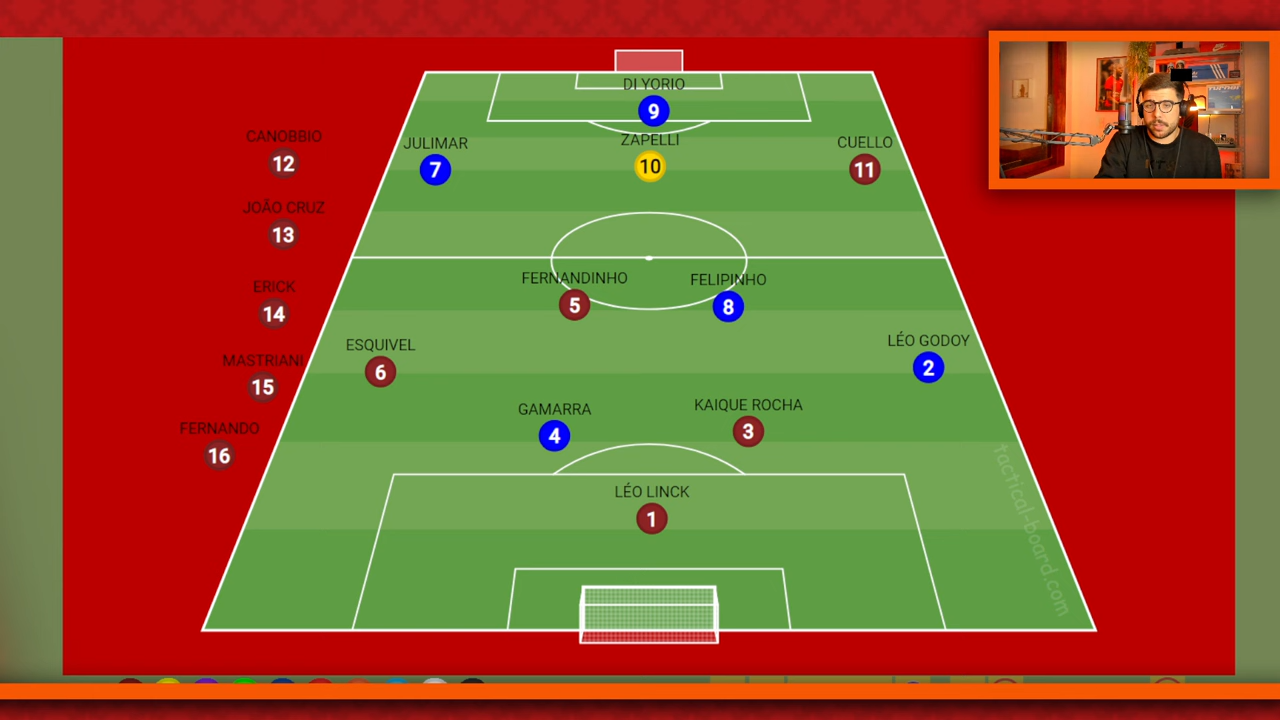 DI YORIO
9
CANOBBIO
12
JULIMAR
7
ZAPELLI
10
CUELLO
11
JOÃO CRUZ
13
FERNANDINHO
5
FELIPINHO
8
ERICK
14
ESQUIVEL
6
LÉO GODOY
2
MASTRIANI
15
GAMARRA
4
KAIQUE ROCHA
3
FERNANDO
16
LÉO LINCK
1
tactical-board.com